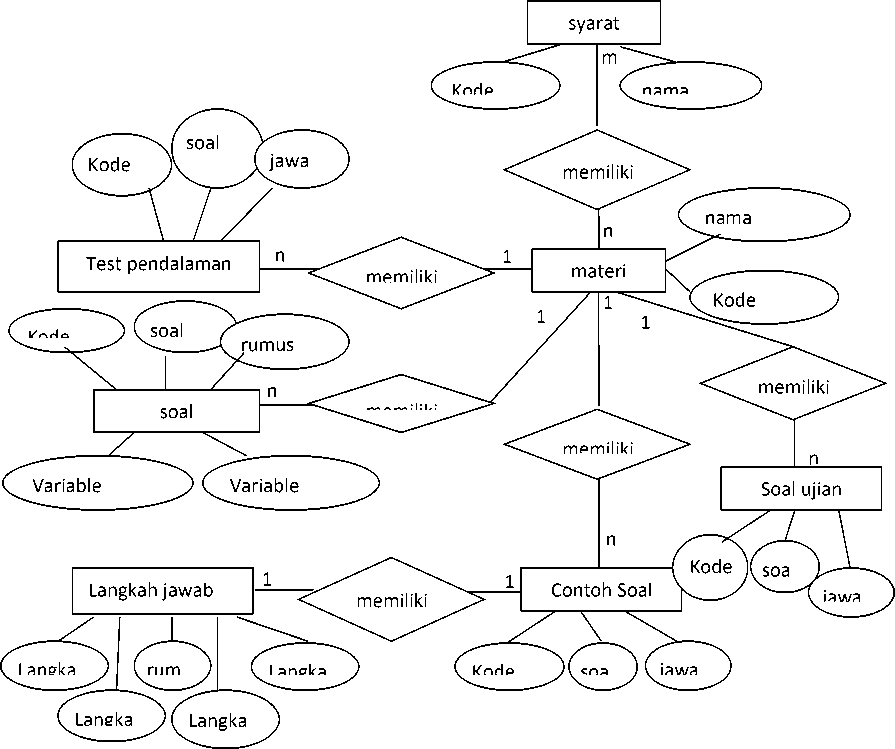 syarat
m
Kode
nama
memiliki
n
Kode
soal
jawa
Test pendalaman
n
memiliki
1
materi
nama
Kode
1
1
1
Kode
soal
rumus
soal
n
memiliki
Variable
Variable
memiliki
memiliki
n
Soal ujian
Kode
soa
jawa
n
Contoh Soal
1
memiliki
1
Langkah jawab
Langka
rum
Langka
Langka
Langka
Kode
soa
jawa